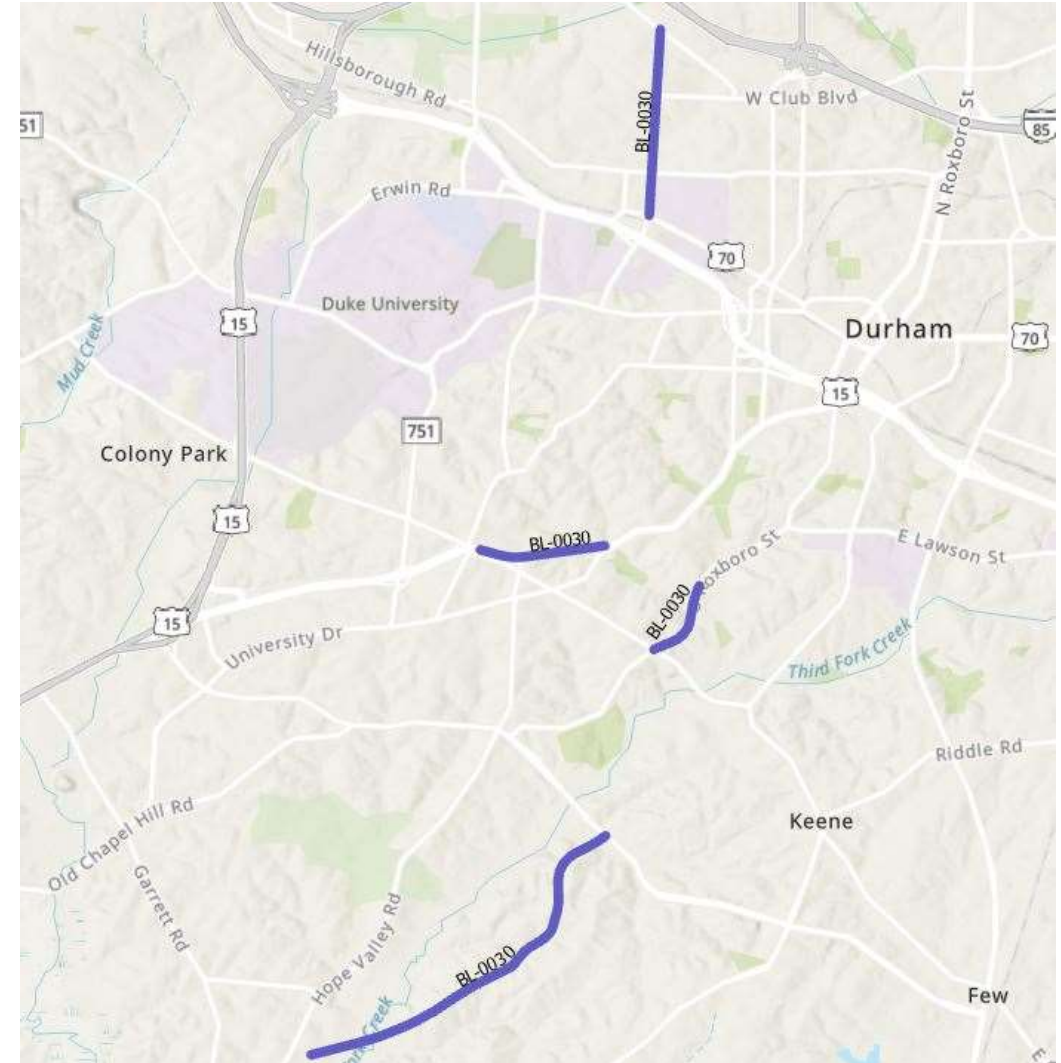 Hillsborough Rd
BL-0030
W Club Blvd
N Roxboro St
85
51
Erwin Rd
70
Duke University
15
Durham
70
Mud Creek
15
751
Colony Park
15
BL-0030
Roxboro St
E Lawson St
BL-0030
15
University Dr
Third Fork Creek
Riddle Rd
Keene
Old Chapel Hill Rd
Garrett Rd
Hope Valley Rd
BL-0030
Few
Creek